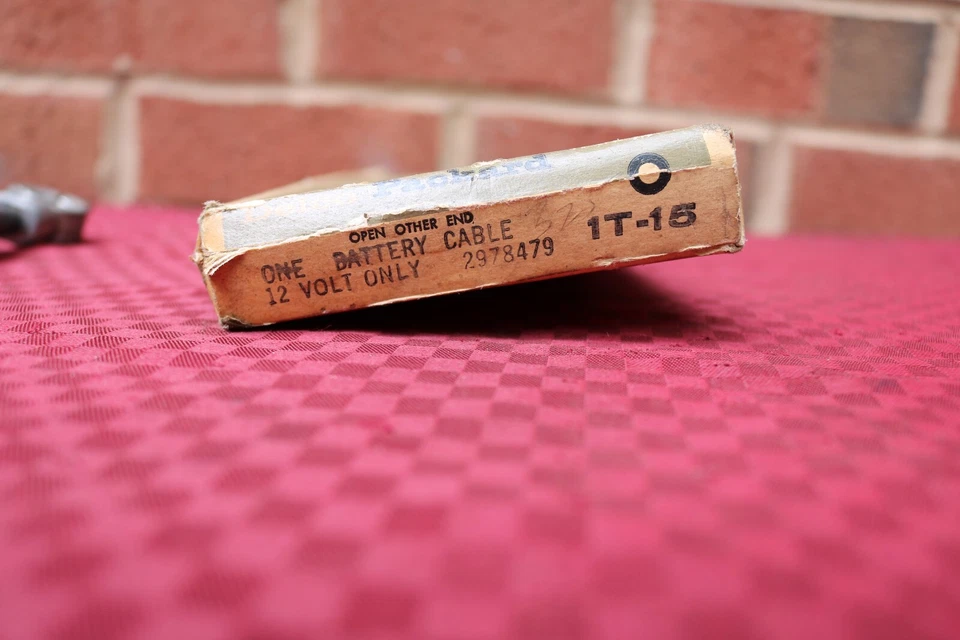 OPEN OTHER END
ONE BATTERY CABLE
12 VOLT ONLY 2978479
1T-15